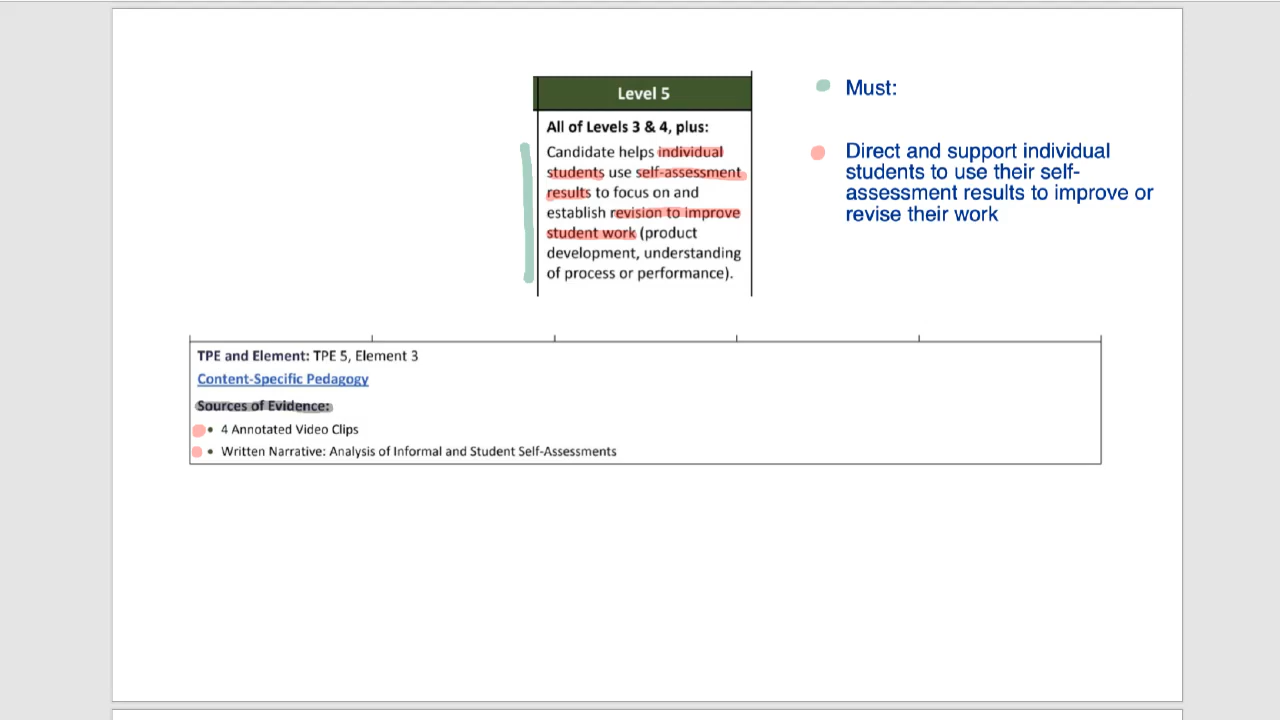 Level 5
All of Levels 3 & 4, plus:
Candidate helps individual
students use self-assessment
results to focus on and
establish revision to improve
student work (product
development, understanding
of process or performance).
Must:
Direct and support individual
students to use their self-
assessment results to improve or
revise their work
TPE and Element: TPE 5, Element 3
Content-Specific Pedagogy
Sources of Evidence:
• 4 Annotated Video Clips
• Written Narrative: Analysis of Informal and Student Self-Assessments